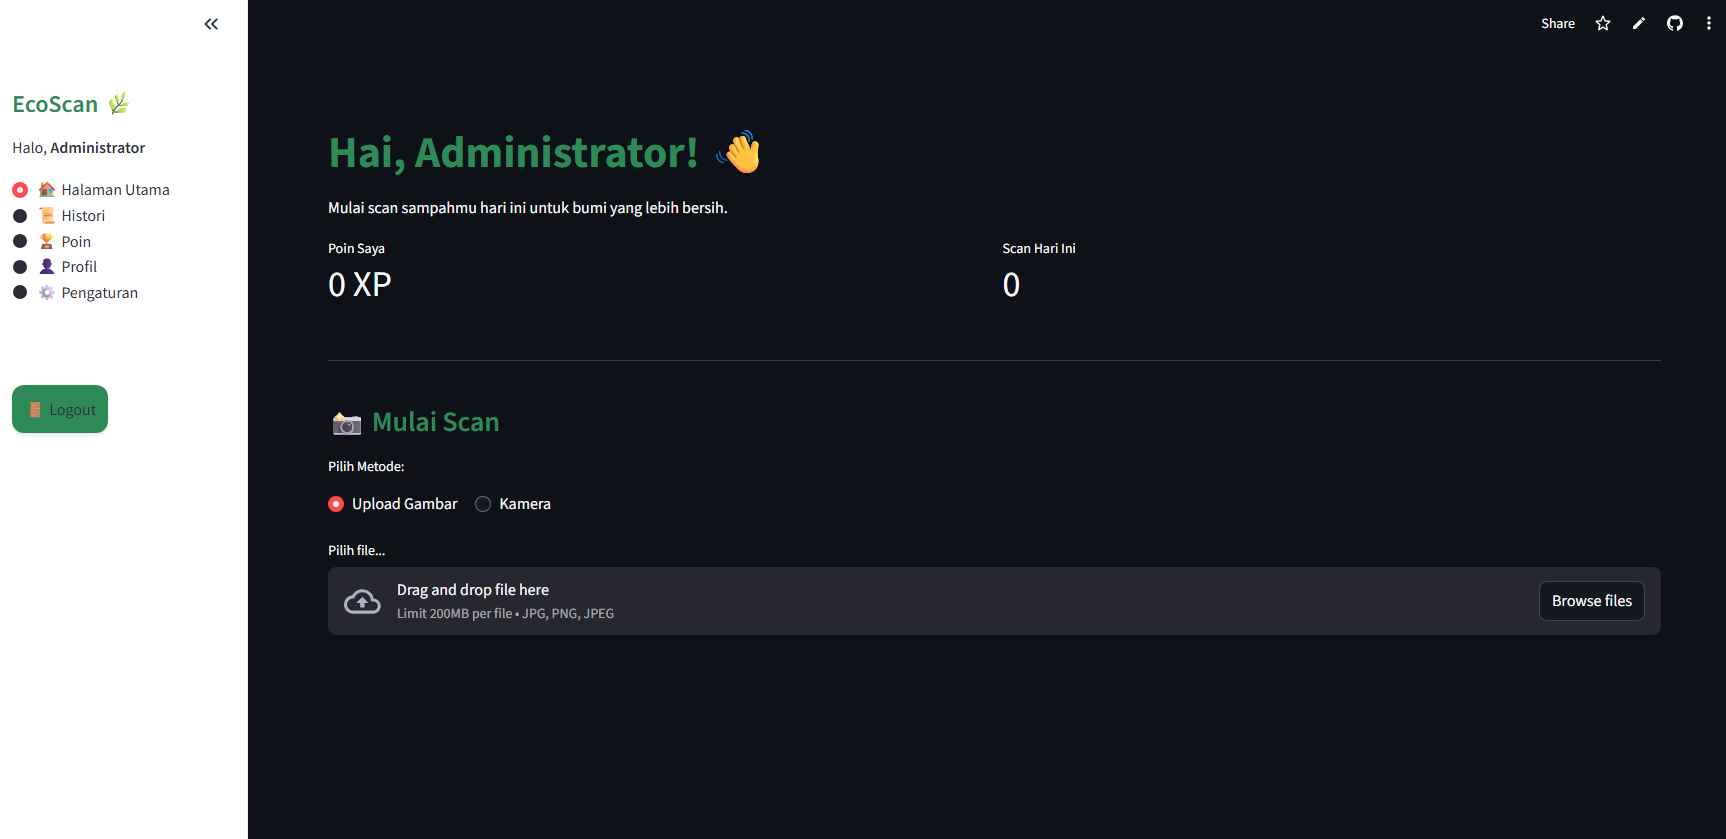 Share
EcoScan
Halo, Administrator
Halaman Utama
Histori
Poin
Profil
Pengaturan
Logout
Hai, Administrator!
Mulai scan sampahmu hari ini untuk bumi yang lebih bersih.
Poin Saya
0 XP
Scan Hari Ini
0
Mulai Scan
Pilih Metode:
Upload Gambar Kamera
Pilih file...
Drag and drop file here
Limit 200MB per file • JPG, PNG, JPEG
Browse files